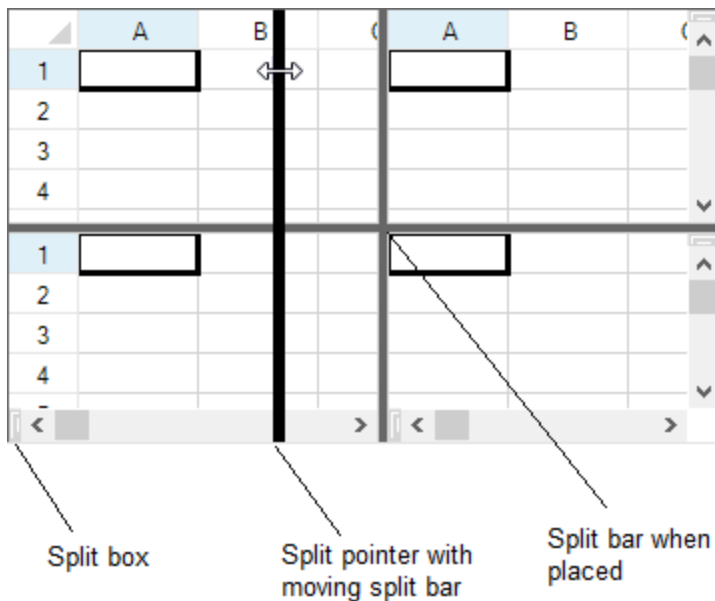 A B A B
1
2
3
4
1
2
3
4
Split box
Split pointer with
moving split bar
Split bar when
placed